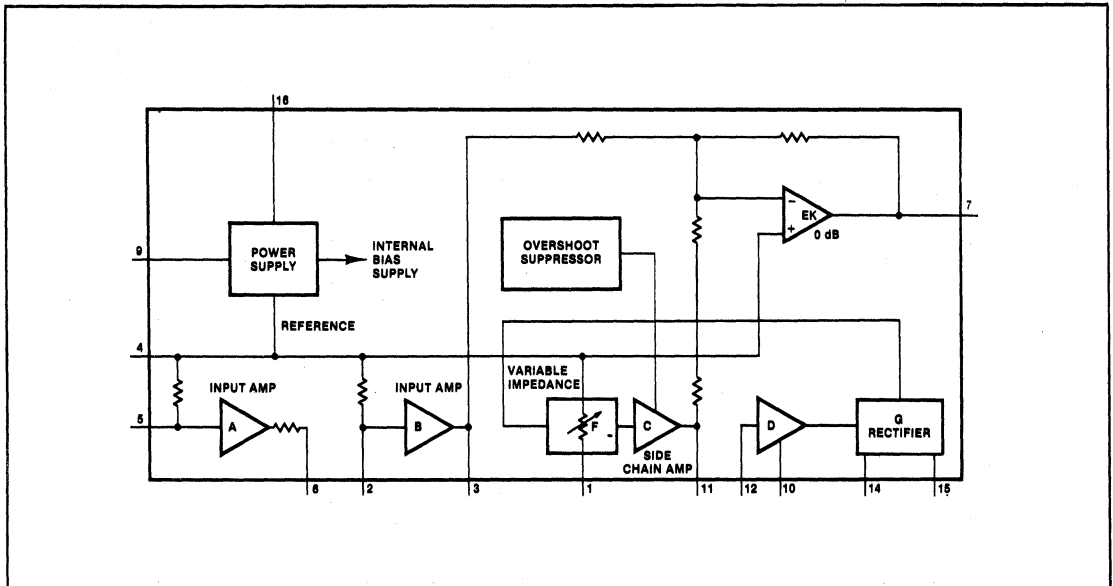 16
7
9
POWER
SUPPLY
INTERNAL
BIAS
SUPPLY
OVERSHOOT
SUPPRESSOR
-
EK
+
0 dB
REFERENCE
4
VARIABLE
IMPEDANCE
INPUT AMP
INPUT AMP
5
A
B
F
-
C
SIDE
CHAIN AMP
D
G
RECTIFIER
6
2
3
1
11
12
10
14
15